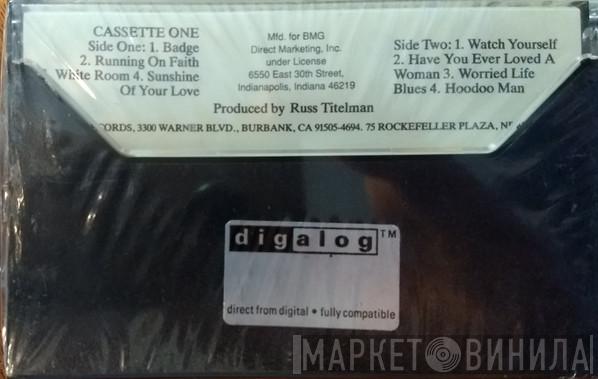 CASSETTE ONE
Side One: 1. Badge
2. Running On Faith
White Room 4. Sunshine
Of Your Love
Mfd. for BMG
Direct Marketing, Inc.
under License
6550 East 30th Street,
Indianapolis, Indiana 46219
Side Two: 1. Watch Yourself
2. Have You Ever Loved A
Woman 3. Worried Life
Blues 4. Hoodoo Man
Produced by Russ Titelman
CORDS, 3300 WARNER BLVD., BURBANK, CA 91505-4694. 75 ROCKEFELLER PLAZA,
digalog TM
direct from digital • fully compatible
МАРКЕТ ВИНИЛА